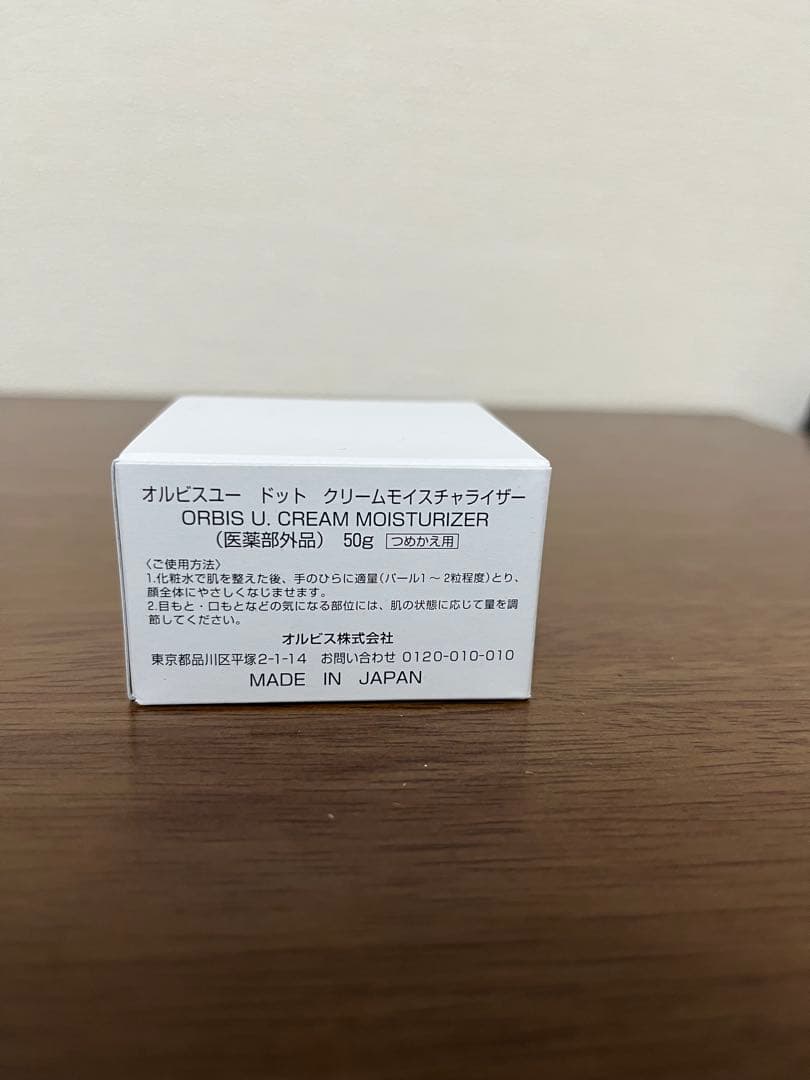 オルビスユー　ドット　クリームモイスチャライザー
ORBIS U. CREAM MOISTURIZER
（医薬部外品）　50g　つめかえ用
〈ご使用方法〉
1.化粧水で肌を整えた後、手のひらに適量(パール1～2粒程度)とり、
顔全体にやさしくなじませます。
2.目もと・口もとなどの気になる部位には、肌の状態に応じて量を調
節してください。
オルビス株式会社
東京都品川区平塚2-1-14　お問い合わせ 0120-010-010
MADE IN JAPAN